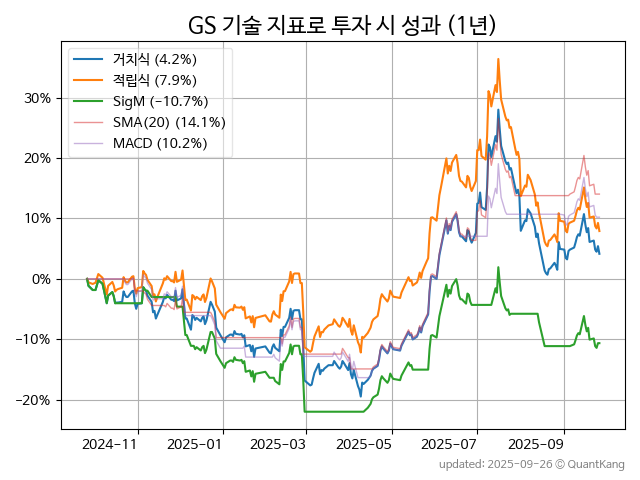 GS 기술 지표로 투자 시 성과 (1년)
거치식 (4.2%)
적립식 (7.9%)
SigM (−10.7%)
SMA(20) (14.1%)
MACD (10.2%)
30%
20%
10%
0%
−10%
−20%
2024-11
2025-01
2025-03
2025-05
2025-07
2025-09
updated: 2025-09-26 © QuantKang